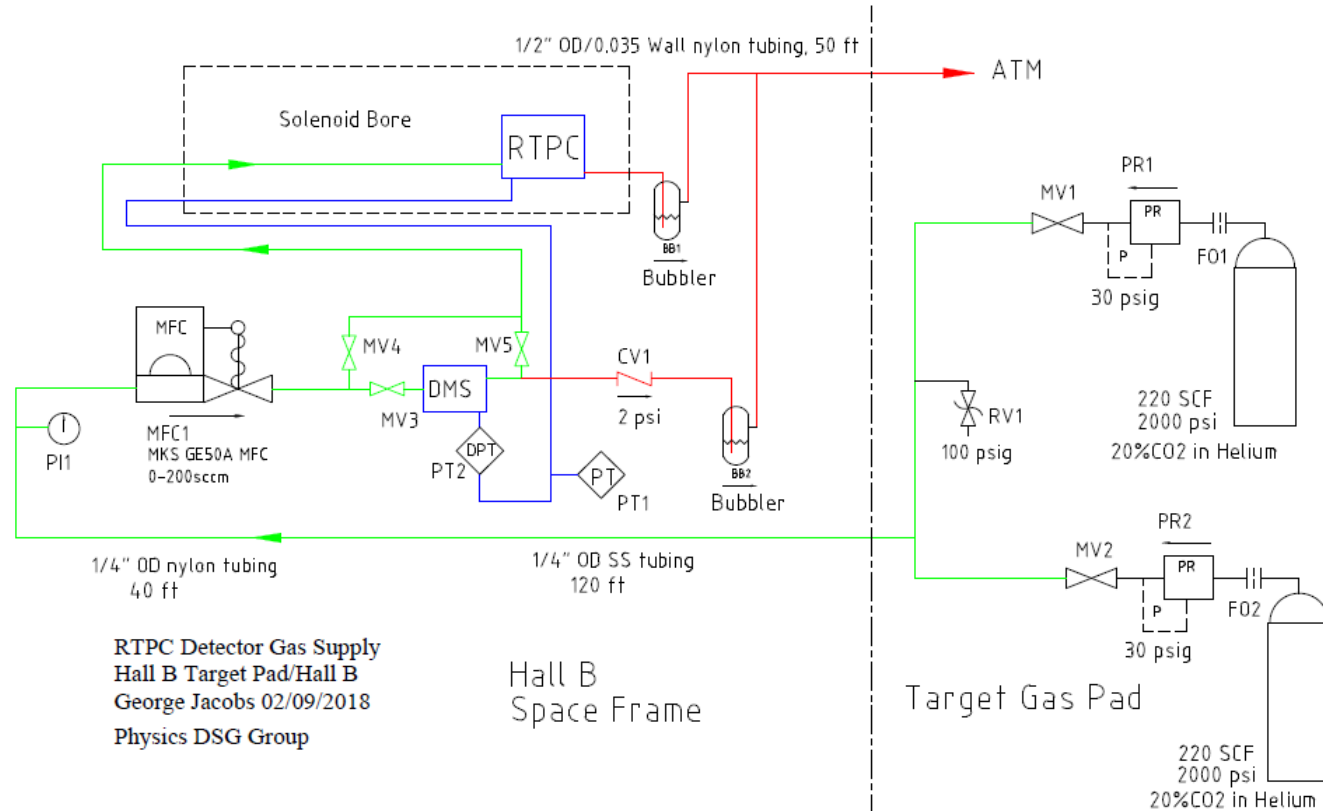 1/2" OD/0.035 Wall nylon tubing, 50 ft
ATM
Solenoid Bore
RTPC
BB1
Bubbler
PR1
MV1
PR
P
FO1
30 psig
MFC
MV4
MV5
CV1
DMS
2 psi
MV3
MFC1
MKS GE50A MFC
0-200sccm
PI1
PT2
DPT
PT
PT1
BB2
Bubbler
RV1
100 psig
220 SCF
2000 psi
20%CO2 in Helium
1/4" OD nylon tubing
40 ft
1/4" OD SS tubing
120 ft
PR2
MV2
PR
P
FO2
30 psig
RTPC Detector Gas Supply
Hall B Target Pad/Hall B
George Jacobs 02/09/2018
Physics DSG Group
Hall B
Space Frame
Target Gas Pad
220 SCF
2000 psi
20%CO2 in Helium